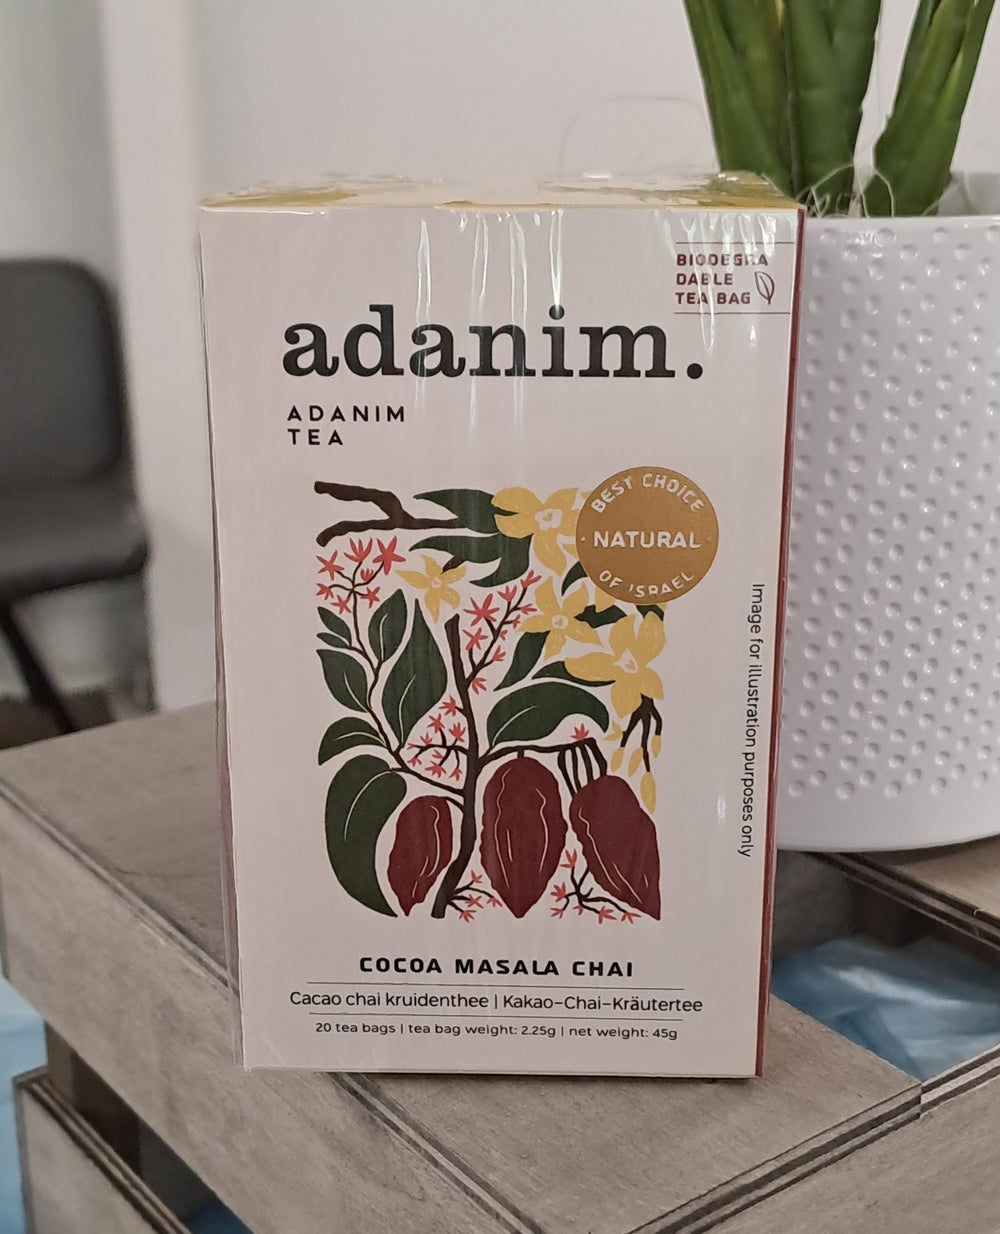 BIODEGRA
DABLE
TEA BAG
adanim.
ADANIM
TEA
BEST CHOICE
· NATURAL ·
OF ISRAEL
Image for illustration purposes only
COCOA MASALA CHAI
Cacao chai kruidenthee | Kakao-Chai-Kräutertee
20 tea bags | tea bag weight: 2.25g | net weight: 45g